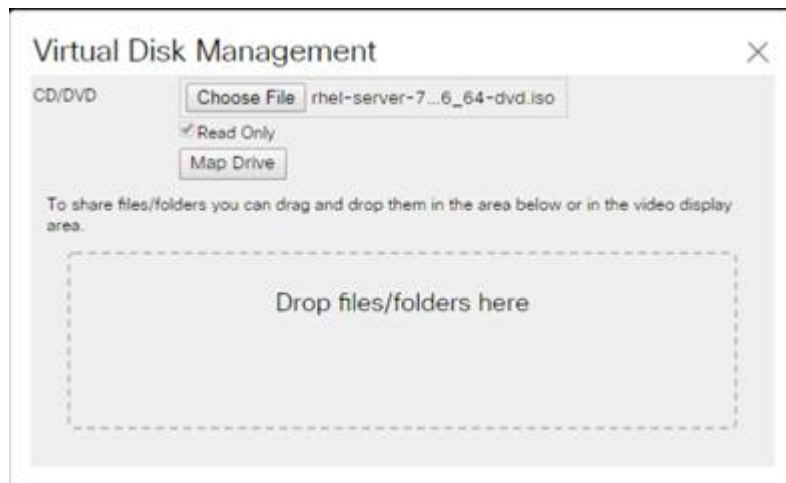 Virtual Disk Management
CD/DVD Choose File rhel-server-7...6_64-dvd.iso
Read Only
Map Drive
To share files/folders you can drag and drop them in the area below or in the video display
area.
Drop files/folders here